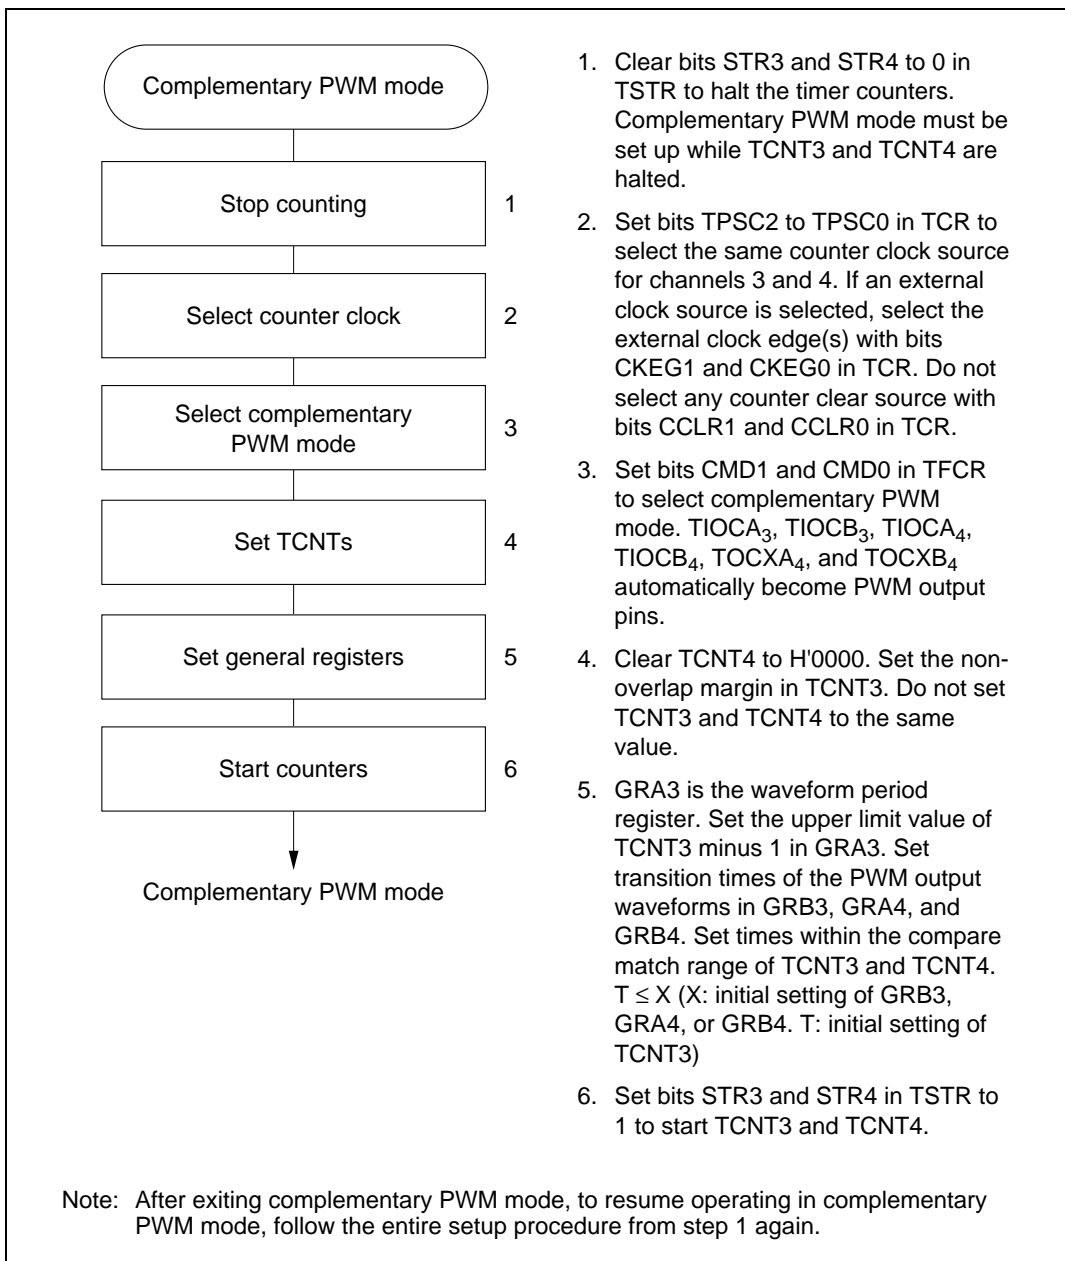 Complementary PWM mode
Stop counting
1
Select counter clock
2
Select complementary
PWM mode
3
Set TCNTs
4
Set general registers
5
Start counters
6
Complementary PWM mode
1. Clear bits STR3 and STR4 to 0 in
TSTR to halt the timer counters.
Complementary PWM mode must be
set up while TCNT3 and TCNT4 are
halted.
2. Set bits TPSC2 to TPSC0 in TCR to
select the same counter clock source
for channels 3 and 4. If an external
clock source is selected, select the
external clock edge(s) with bits
CKEG1 and CKEG0 in TCR. Do not
select any counter clear source with
bits CCLR1 and CCLR0 in TCR.
3. Set bits CMD1 and CMD0 in TFCR
to select complementary PWM
mode. TIOCA3, TIOCB3, TIOCA4,
TIOCB4, TOCXA4, and TOCXB4
automatically become PWM output
pins.
4. Clear TCNT4 to H'0000. Set the non-
overlap margin in TCNT3. Do not set
TCNT3 and TCNT4 to the same
value.
5. GRA3 is the waveform period
register. Set the upper limit value of
TCNT3 minus 1 in GRA3. Set
transition times of the PWM output
waveforms in GRB3, GRA4, and
GRB4. Set times within the compare
match range of TCNT3 and TCNT4.
T ≤ X (X: initial setting of GRB3,
GRA4, or GRB4. T: initial setting of
TCNT3)
6. Set bits STR3 and STR4 in TSTR to
1 to start TCNT3 and TCNT4.
Note: After exiting complementary PWM mode, to resume operating in complementary
PWM mode, follow the entire setup procedure from step 1 again.